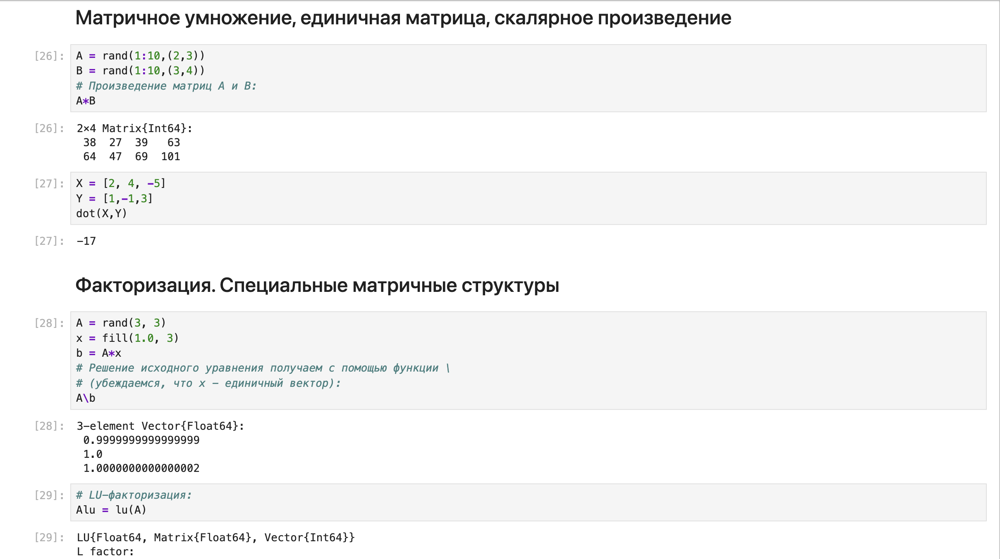 Матричное умножение, единичная матрица, скалярное произведение
[26]: A = rand(1:10,(2,3))
B = rand(1:10,(3,4))
# Произведение матриц A и B:
A*B
[26]: 2×4 Matrix{Int64}:
38 27 39 63
64 47 69 101
[27]: X = [2, 4, -5]
Y = [1,-1,3]
dot(X,Y)
[27]: -17
Факторизация. Специальные матричные структуры
[28]: A = rand(3, 3)
x = fill(1.0, 3)
b = A*x
# Решение исходного уравнения получаем с помощью функции \
# (убеждаемся, что x - единичный вектор):
A\b
[28]: 3-element Vector{Float64}:
0.9999999999999999
1.0
1.0000000000000002
[29]: # LU-факторизация:
Alu = lu(A)
[29]: LU{Float64, Matrix{Float64}, Vector{Int64}}
L factor: